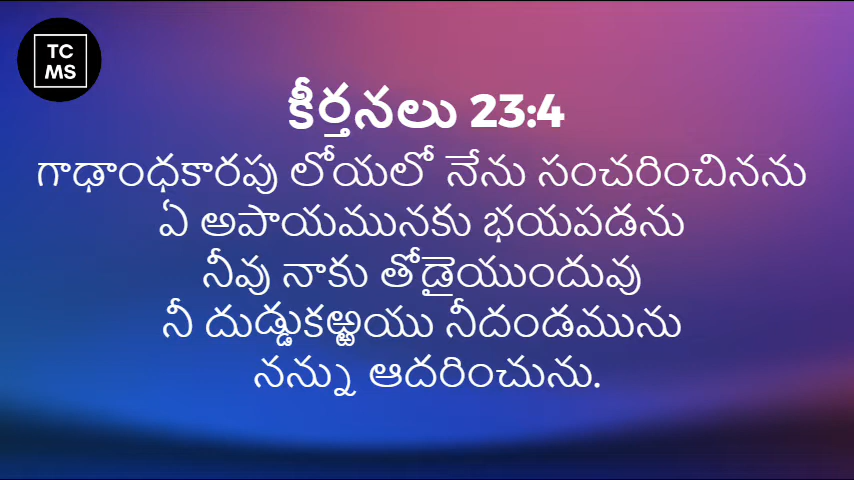 TC
MS
కీర్తనలు 23:4
గాఢాంధకారపు లోయలో నేను సంచరించినను
ఏ అపాయమునకు భయపడను
నీవు నాకు తోడైయుందువు
నీ దుడ్డుకఱ్ఱయు నీదండమును
నన్ను ఆదరించును.